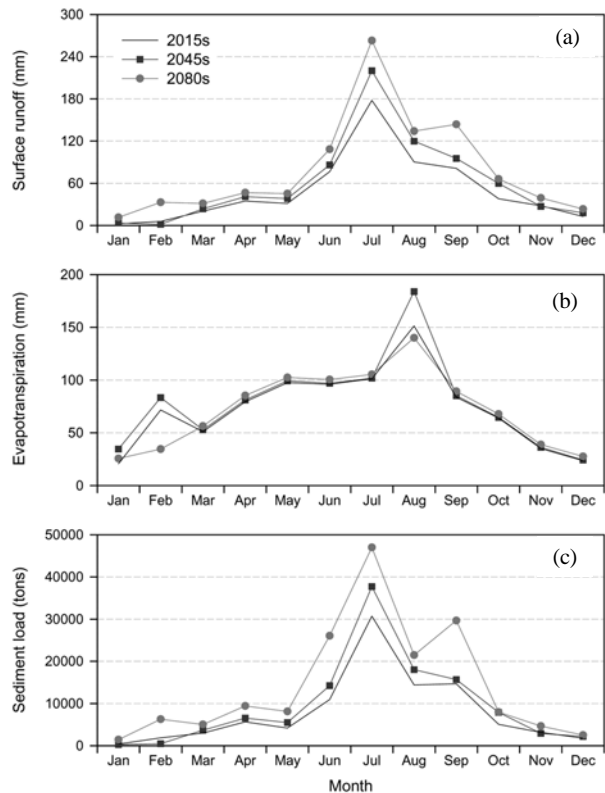 300
240
180
120
60
0
Surface runoff (mm)
2015s
2045s
2080s
(a)
Jan Feb Mar Apr May Jun Jul Aug Sep Oct Nov Dec
200
150
100
50
0
Evapotranspiration (mm)
(b)
Jan Feb Mar Apr May Jun Jul Aug Sep Oct Nov Dec
50000
40000
30000
20000
10000
0
Sediment load (tons)
(c)
Jan Feb Mar Apr May Jun Jul Aug Sep Oct Nov Dec
Month